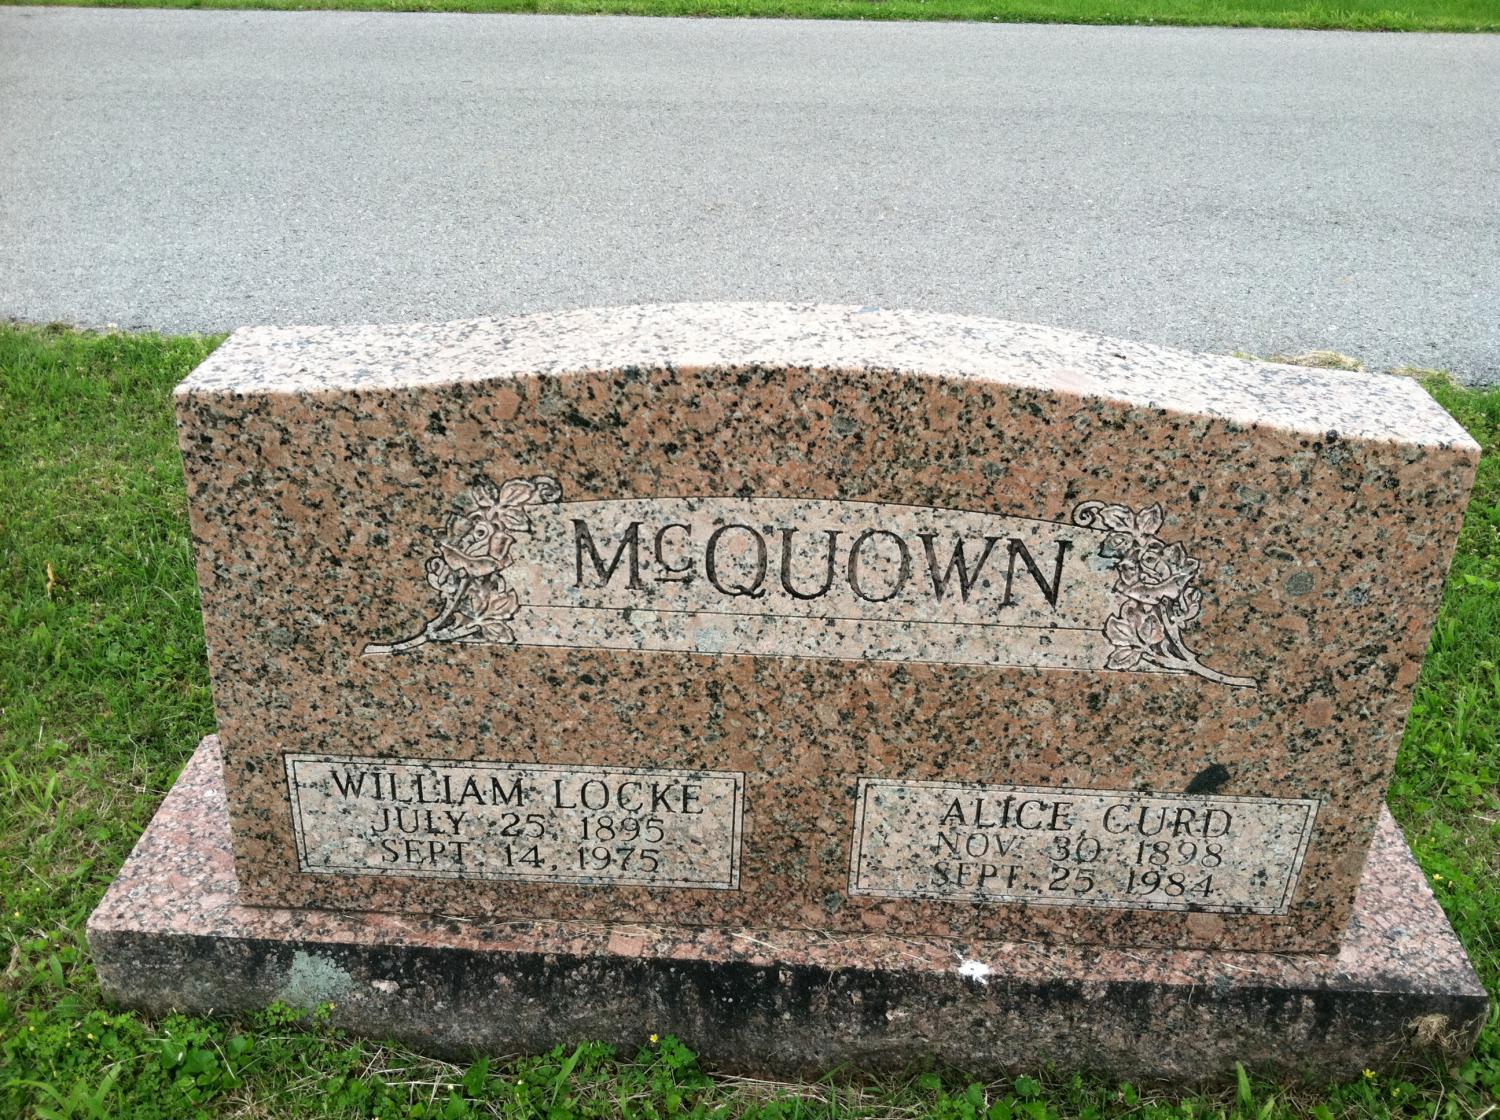 McQUOWN
WILLIAM LOCKE
JULY 25, 1895
SEPT. 14, 1975
ALICE CURD
NOV. 30, 1898
SEPT. 25, 1984